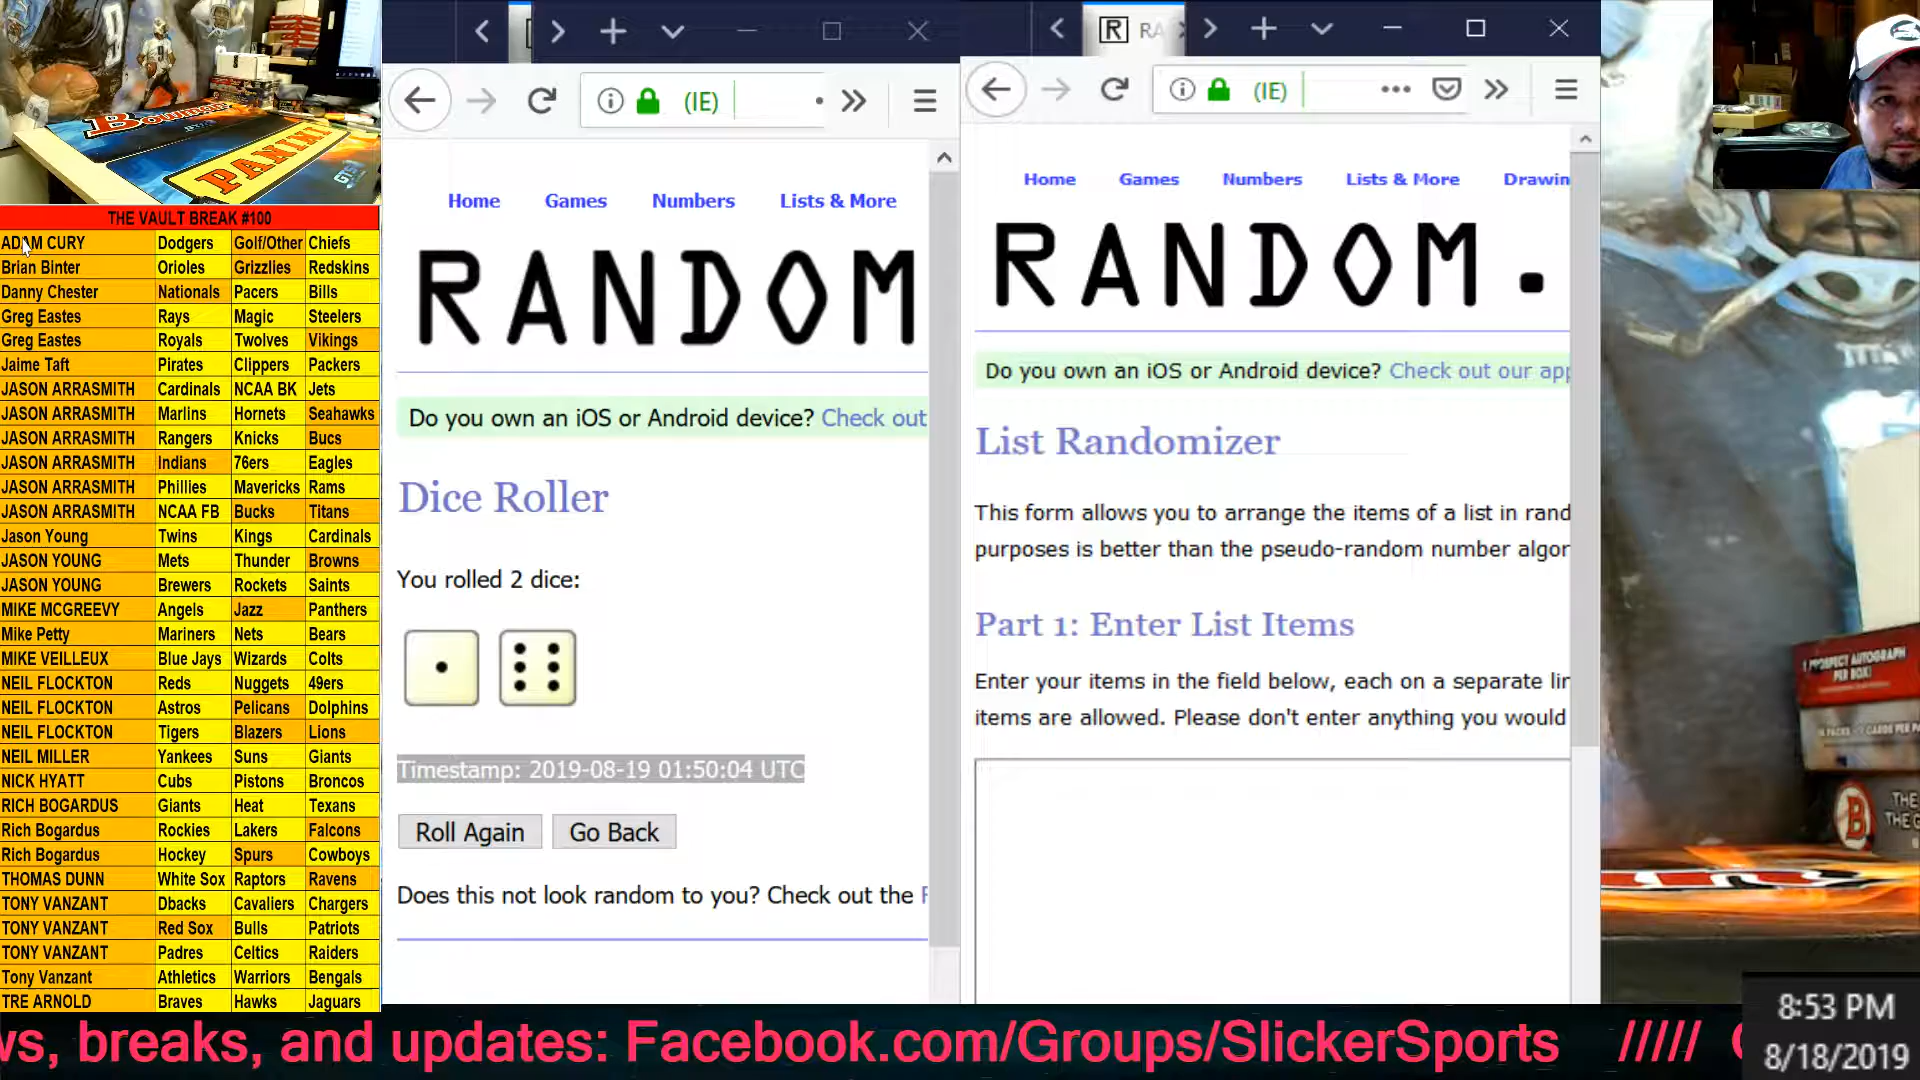 BOWMAN
PANINI
THE VAULT BREAK #100
ADAM CURY Dodgers Golf/Other Chiefs
Brian Binter Orioles Grizzlies Redskins
Danny Chester Nationals Pacers Bills
Greg Eastes Rays Magic Steelers
Greg Eastes Royals Twolves Vikings
Jaime Taft Pirates Clippers Packers
JASON ARRASMITH Cardinals NCAA BK Jets
JASON ARRASMITH Marlins Hornets Seahawks
JASON ARRASMITH Rangers Knicks Bucs
JASON ARRASMITH Indians 76ers Eagles
JASON ARRASMITH Phillies Mavericks Rams
JASON ARRASMITH NCAA FB Bucks Titans
Jason Young Twins Kings Cardinals
JASON YOUNG Mets Thunder Browns
JASON YOUNG Brewers Rockets Saints
MIKE MCGREEVY Angels Jazz Panthers
Mike Petty Mariners Nets Bears
MIKE VEILLEUX Blue Jays Wizards Colts
NEIL FLOCKTON Reds Nuggets 49ers
NEIL FLOCKTON Astros Pelicans Dolphins
NEIL FLOCKTON Tigers Blazers Lions
NEIL MILLER Yankees Suns Giants
NICK HYATT Cubs Pistons Broncos
RICH BOGARDUS Giants Heat Texans
Rich Bogardus Rockies Lakers Falcons
Rich Bogardus Hockey Spurs Cowboys
THOMAS DUNN White Sox Raptors Ravens
TONY VANZANT Dbacks Cavaliers Chargers
TONY VANZANT Red Sox Bulls Patriots
TONY VANZANT Padres Celtics Raiders
Tony Vanzant Athletics Warriors Bengals
TRE ARNOLD Braves Hawks Jaguars
(IE)
Home Games Numbers Lists & More
RANDOM
Do you own an iOS or Android device? Check out
Dice Roller
You rolled 2 dice:
Timestamp: 2019-08-19 01:50:04 UTC
Roll Again Go Back
Does this not look random to you? Check out the
R RA
(IE)
Home Games Numbers Lists & More Drawin
RANDOM.
Do you own an iOS or Android device? Check out our app
List Randomizer
This form allows you to arrange the items of a list in rand
purposes is better than the pseudo-random number algor
Part 1: Enter List Items
Enter your items in the field below, each on a separate lin
items are allowed. Please don't enter anything you would
1 PROSPECT AUTOGRAPH
PER BOX!
THE
THE G
ws, breaks, and updates: Facebook.com/Groups/SlickerSports /////
8:53 PM
8/18/2019